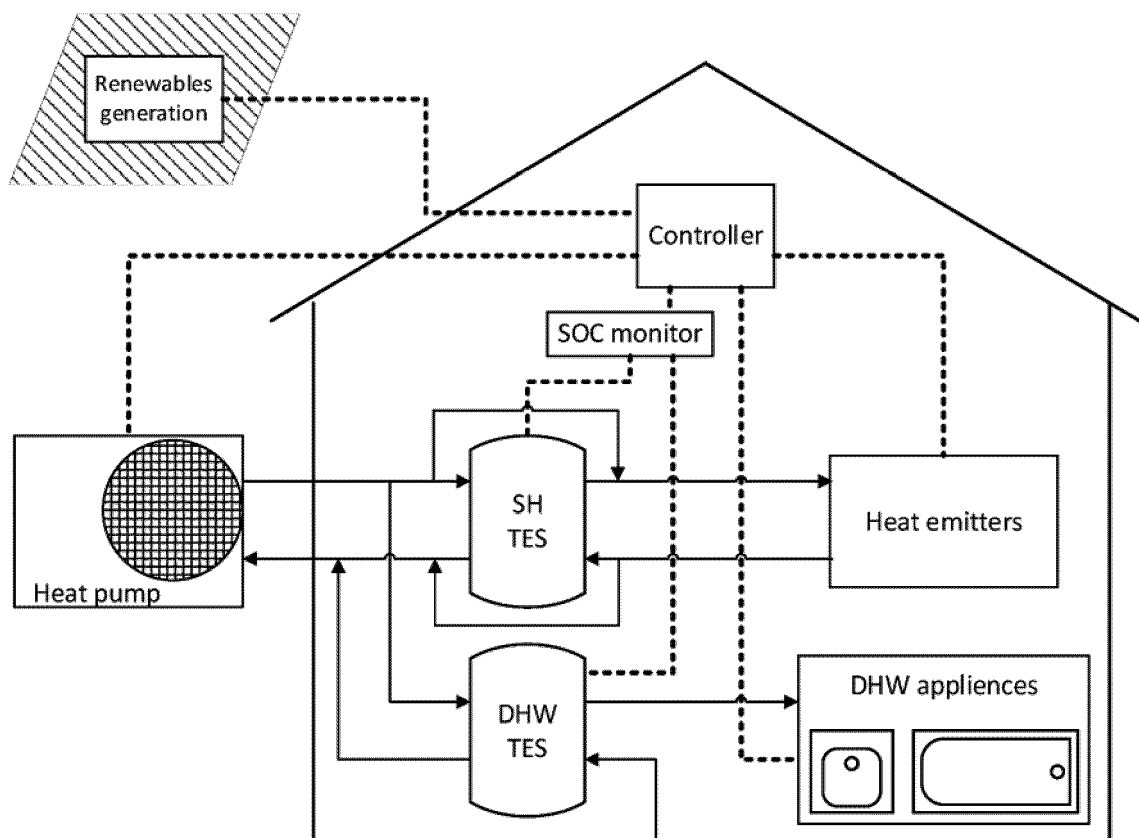 Renewables
generation
Controller
SOC monitor
SH
TES
Heat emitters
Heat pump
DHW
TES
DHW appliences